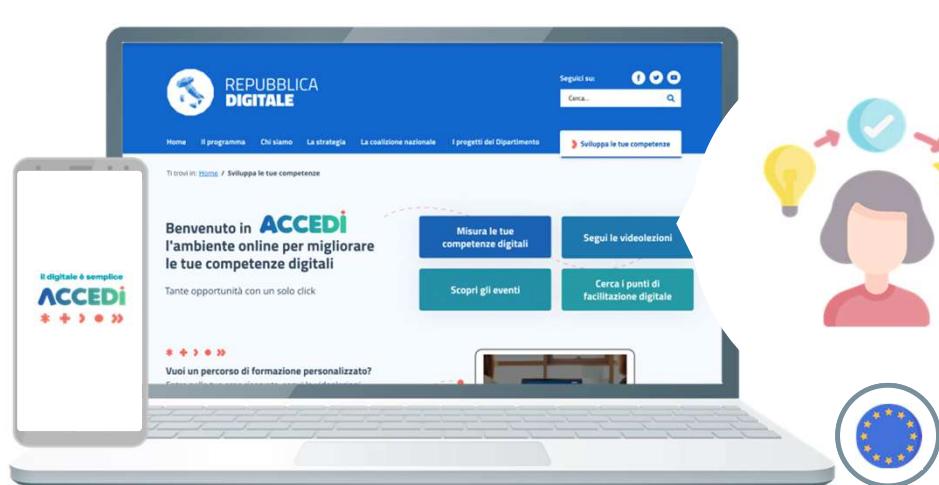 REPUBBLICA
DIGITALE
Seguici su:
Cerca...
Home Il programma Chi siamo La strategia La coalizione nazionale I progetti del Dipartimento Sviluppa le tue competenze
Ti trovi in: Home / Sviluppa le tue competenze
Benvenuto in ACCEDI
l'ambiente online per migliorare
le tue competenze digitali
Tante opportunità con un solo click
Misura le tue
competenze digitali
Segui le videolezioni
Scopri gli eventi
Cerca i punti di
facilitazione digitale
Vuoi un percorso di formazione personalizzato?
il digitale è semplice
ACCEDI